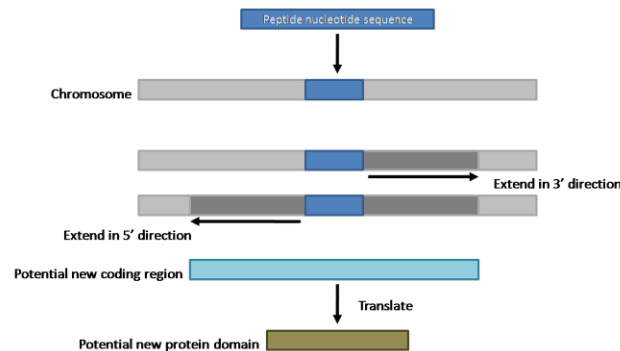 Peptide nucleotide sequence
Chromosome
Extend in 3’ direction
Extend in 5’ direction
Potential new coding region
Translate
Potential new protein domain